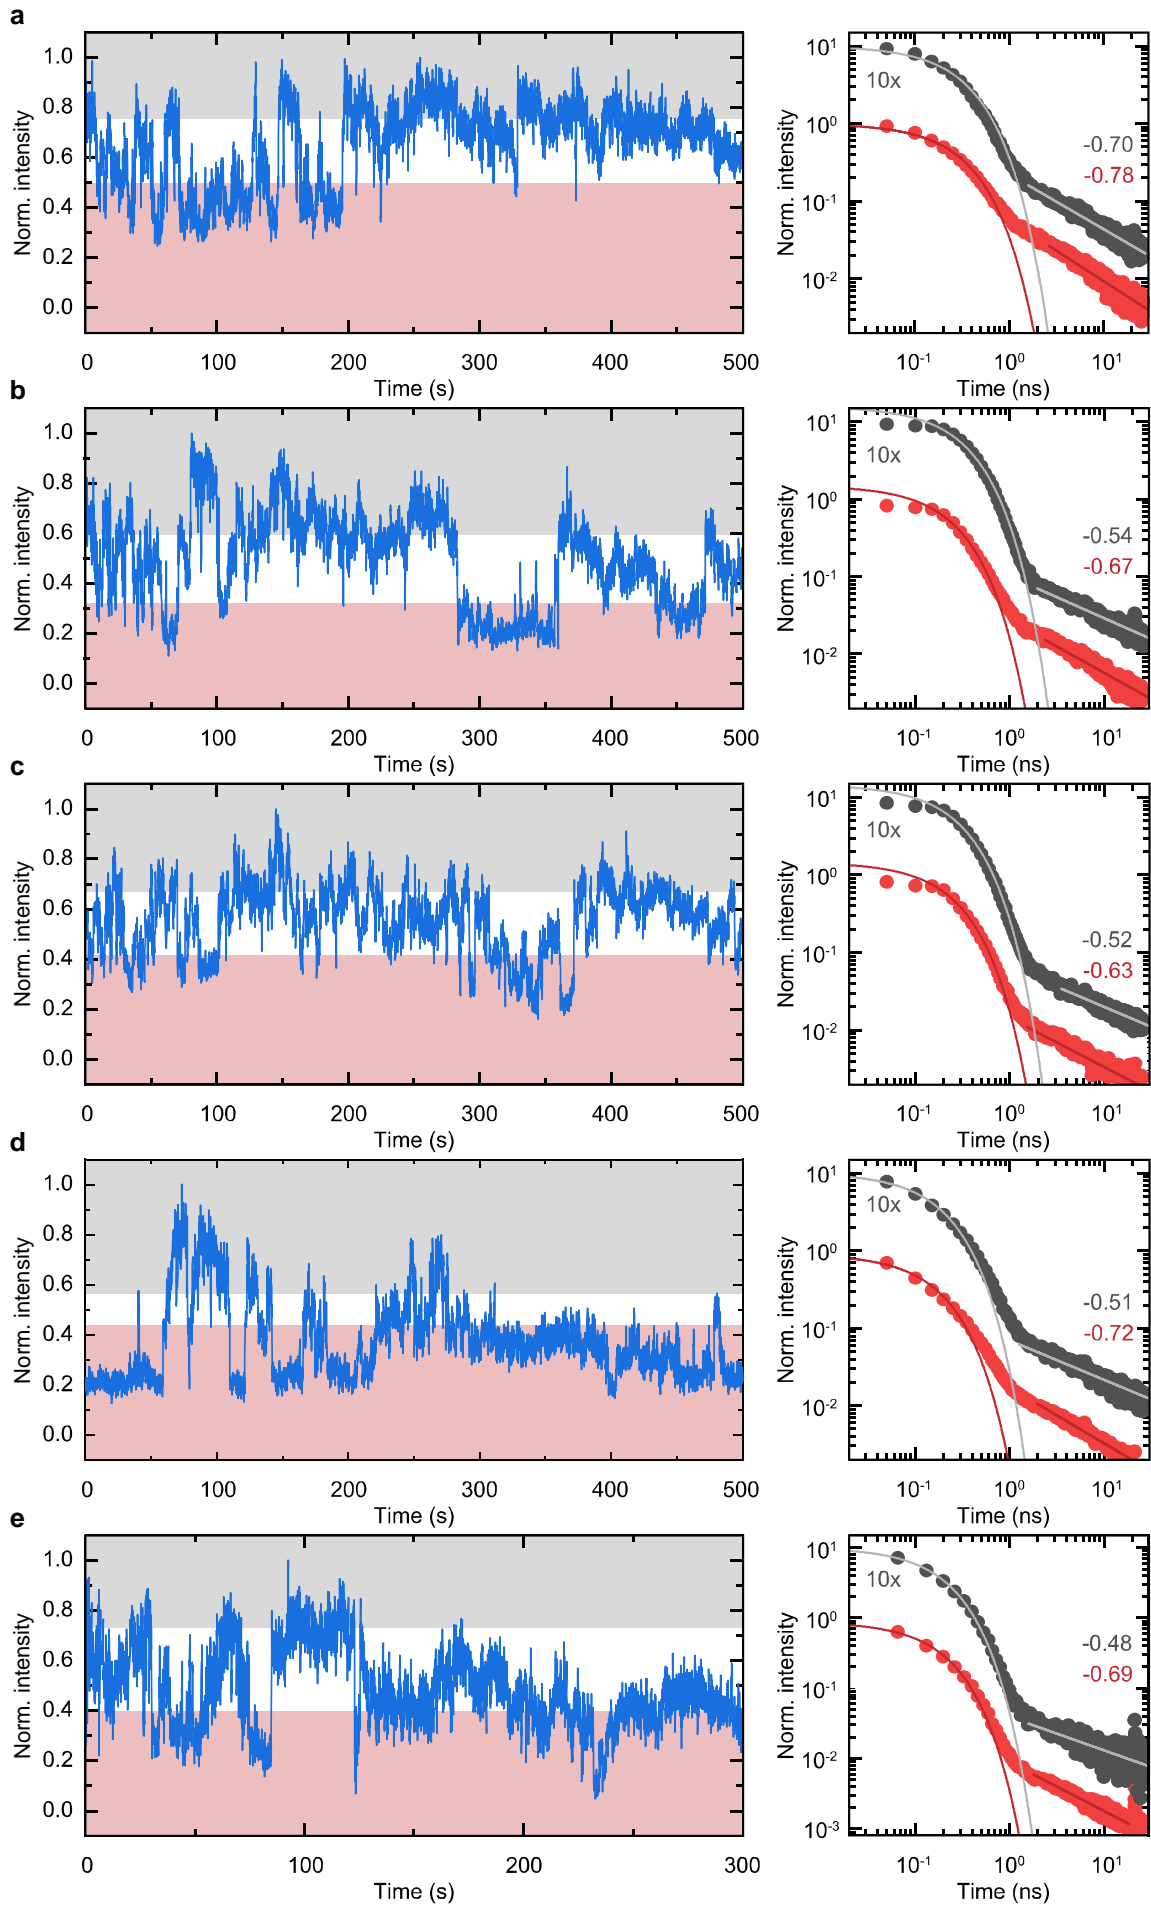 a
Norm. intensity
1.0
0.8
0.6
0.4
0.2
0.0
0 100 200 300 400 500
Time (s)
Norm. intensity
10¹
10⁰
10⁻¹
10⁻²
10x
-0.70
-0.78
10⁻¹ 10⁰ 10¹
Time (ns)
b
Norm. intensity
1.0
0.8
0.6
0.4
0.2
0.0
0 100 200 300 400 500
Time (s)
Norm. intensity
10¹
10⁰
10⁻¹
10⁻²
10x
-0.54
-0.67
10⁻¹ 10⁰ 10¹
Time (ns)
c
Norm. intensity
1.0
0.8
0.6
0.4
0.2
0.0
0 100 200 300 400 500
Time (s)
Norm. intensity
10¹
10⁰
10⁻¹
10⁻²
10x
-0.52
-0.63
10⁻¹ 10⁰ 10¹
Time (ns)
d
Norm. intensity
1.0
0.8
0.6
0.4
0.2
0.0
0 100 200 300 400 500
Time (s)
Norm. intensity
10¹
10⁰
10⁻¹
10⁻²
10x
-0.51
-0.72
10⁻¹ 10⁰ 10¹
Time (ns)
e
Norm. intensity
1.0
0.8
0.6
0.4
0.2
0.0
0 100 200 300
Time (s)
Norm. intensity
10¹
10⁰
10⁻¹
10⁻²
10⁻³
10x
-0.48
-0.69
10⁻¹ 10⁰ 10¹
Time (ns)